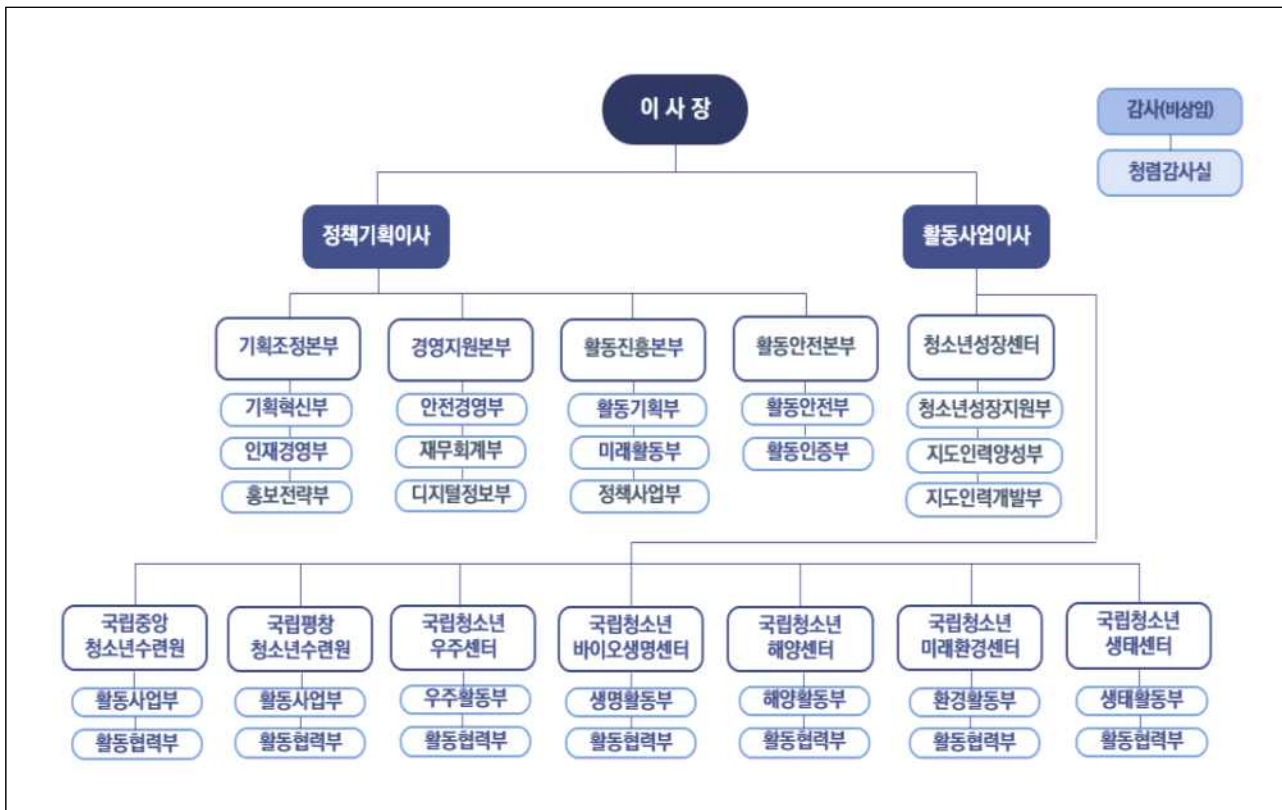 이 사 장
감사(비상임)
청렴감사실
정책기획이사
활동사업이사
기획조정본부
기획혁신부
인재경영부
홍보전략부
경영지원본부
안전경영부
재무회계부
디지털정보부
활동진흥본부
활동기획부
미래활동부
정책사업부
활동안전본부
활동안전부
활동인증부
청소년성장센터
청소년성장지원부
지도인력양성부
지도인력개발부
국립중앙
청소년수련원
활동사업부
활동협력부
국립평창
청소년수련원
활동사업부
활동협력부
국립청소년
우주센터
우주활동부
활동협력부
국립청소년
바이오생명센터
생명활동부
활동협력부
국립청소년
해양센터
해양활동부
활동협력부
국립청소년
미래환경센터
환경활동부
활동협력부
국립청소년
생태센터
생태활동부
활동협력부